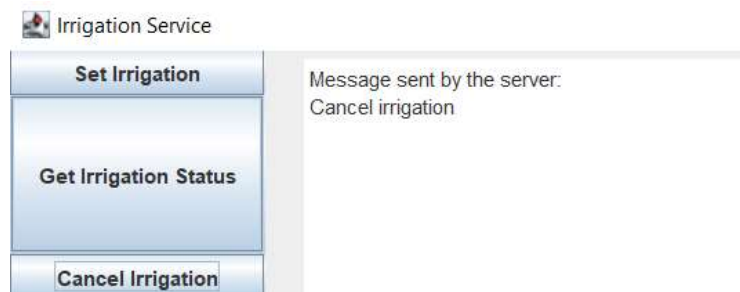 Irrigation Service
Set Irrigation
Message sent by the server:
Cancel irrigation
Get Irrigation Status
Cancel Irrigation